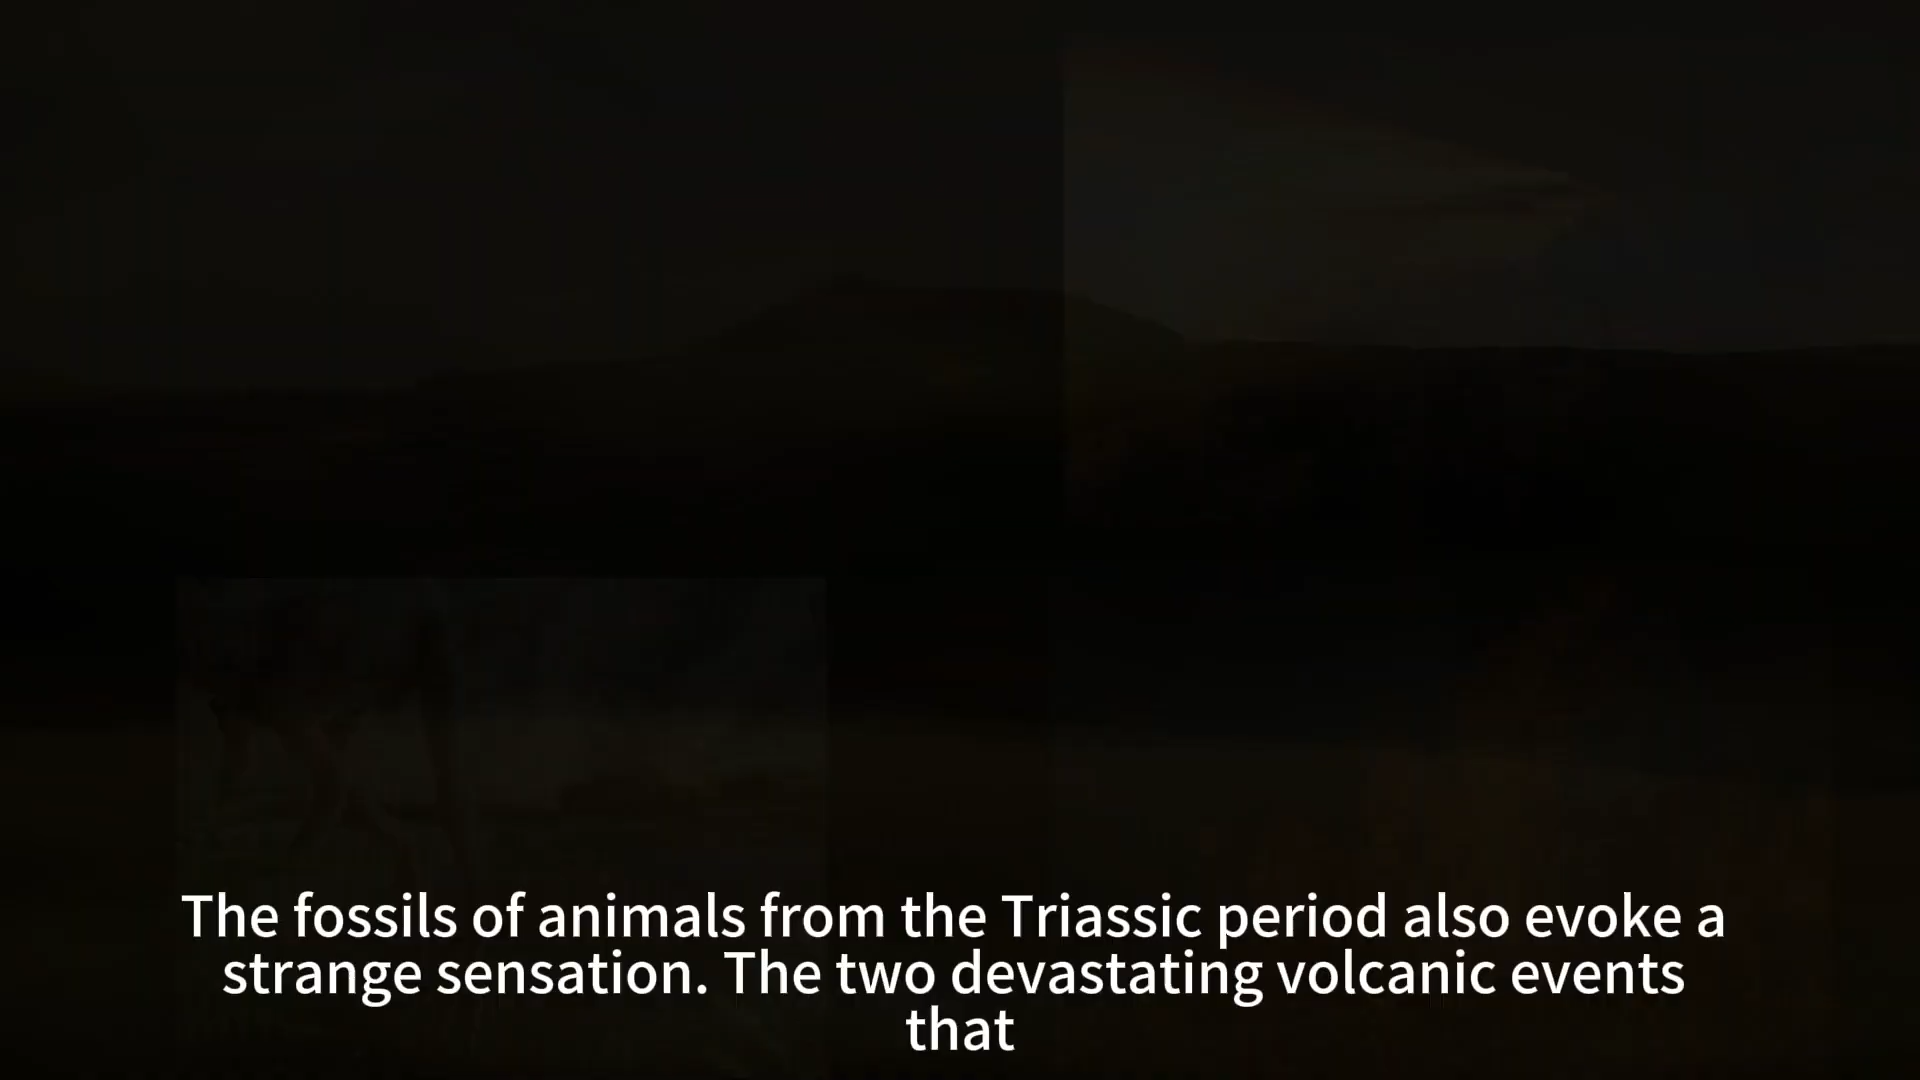 The fossils of animals from the Triassic period also evoke a
strange sensation. The two devastating volcanic events
that